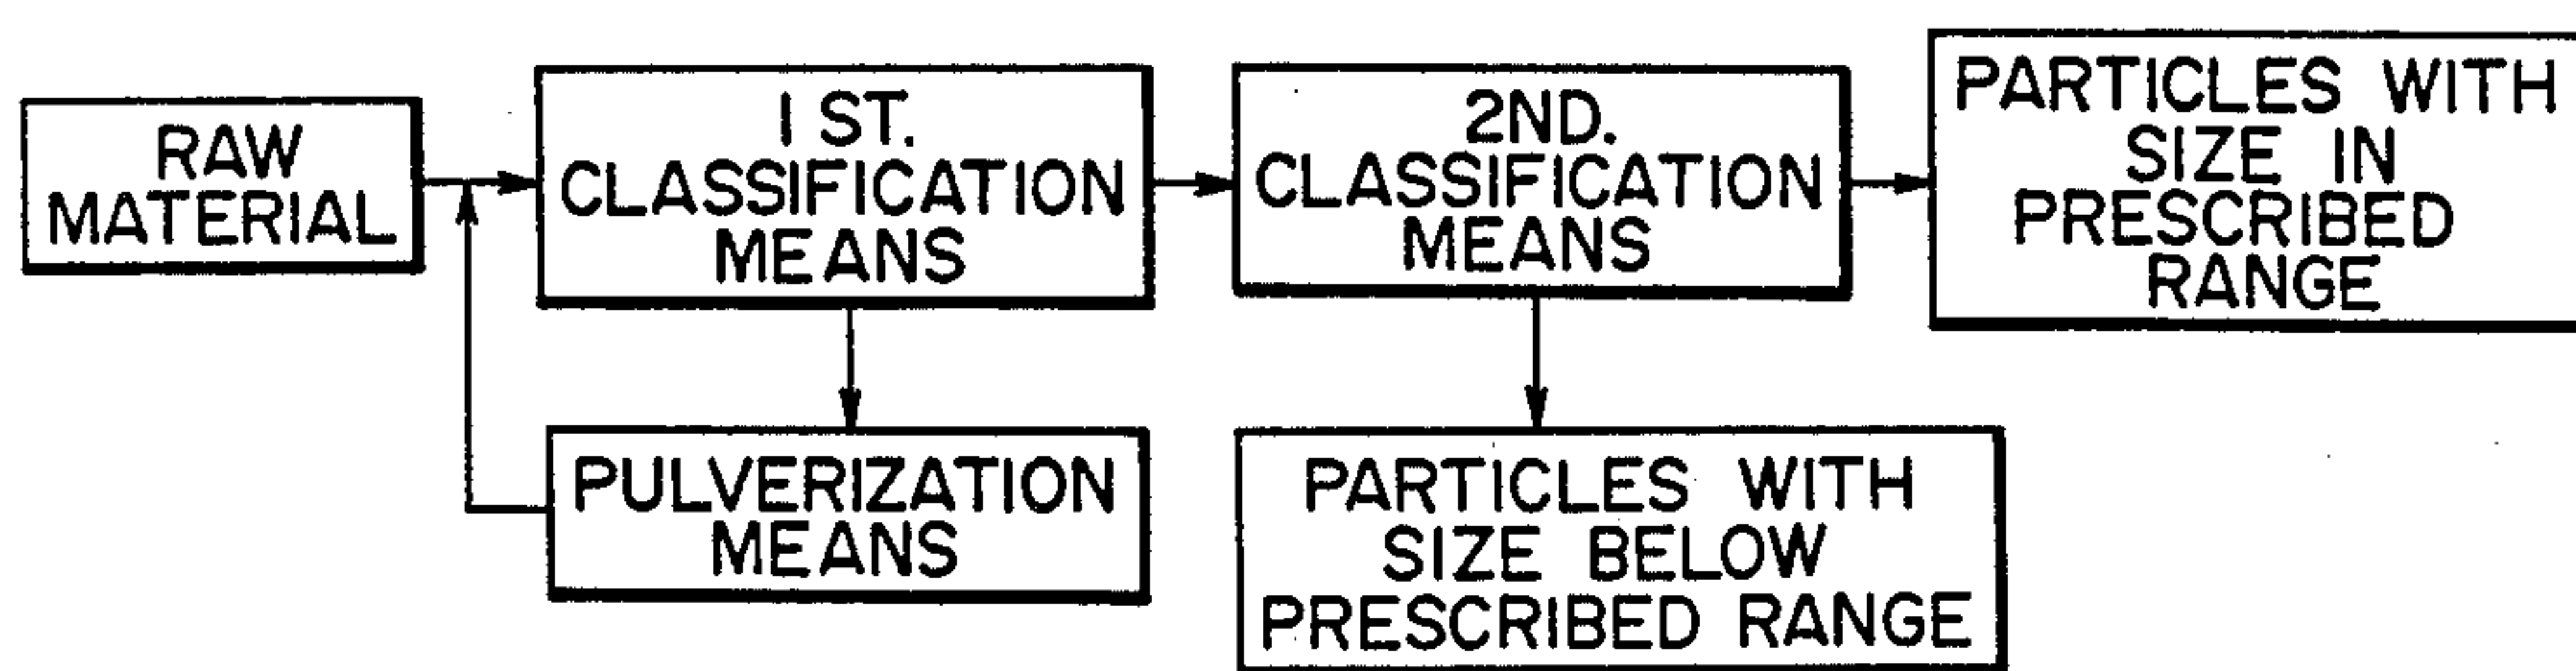 RAW
MATERIAL
1 ST.
CLASSIFICATION
MEANS
2ND.
CLASSIFICATION
MEANS
PARTICLES WITH
SIZE IN
PRESCRIBED
RANGE
PULVERIZATION
MEANS
PARTICLES WITH
SIZE BELOW
PRESCRIBED RANGE